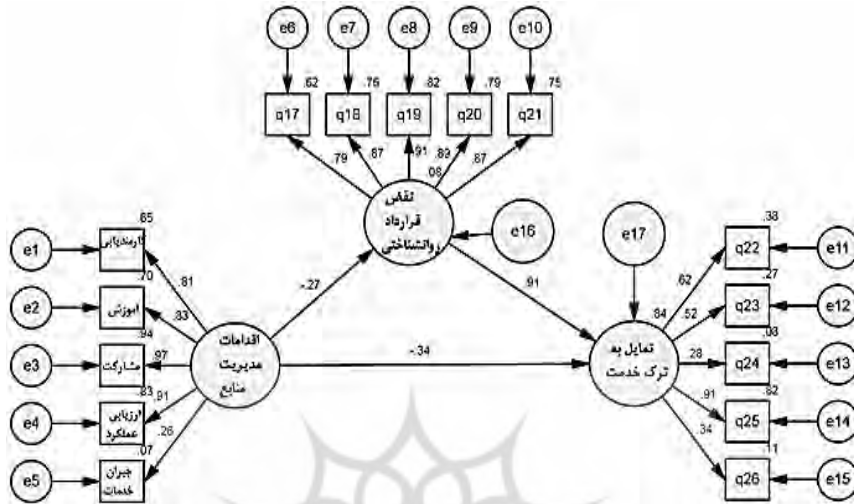 e6 e7 e8 e9 e10
.62 .76 .82 .79 .75
q17 q18 q19 q20 q21
.79 .87 .91 .89 .87
.08
نقض
قرارداد
روانشناختی
e16
e17
e1
.65
کارمندیابی
.81
e2
.70
آموزش
.83
e3
.94
مشارکت
.97
e4
.83
ارزیابی
عملکرد
.91
e5
.07
جبران
خدمات
.26
اقدامات
مدیریت
منابع
-.27
-.34
.91
.84
تمایل به
ترک خدمت
.38
q22
e11
.62
.27
q23
e12
.52
.08
q24
e13
.28
.82
q25
e14
.91
.11
q26
e15
.34